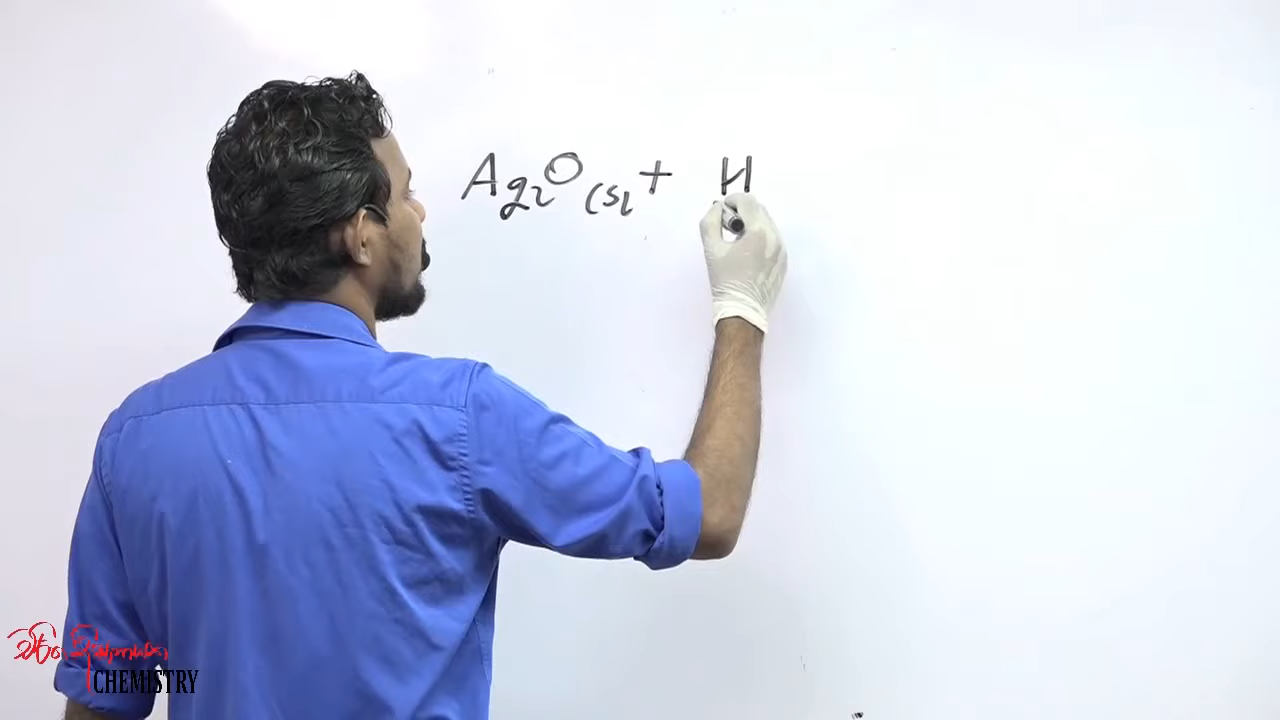 Ag₂O (s) + H
CHEMISTRY